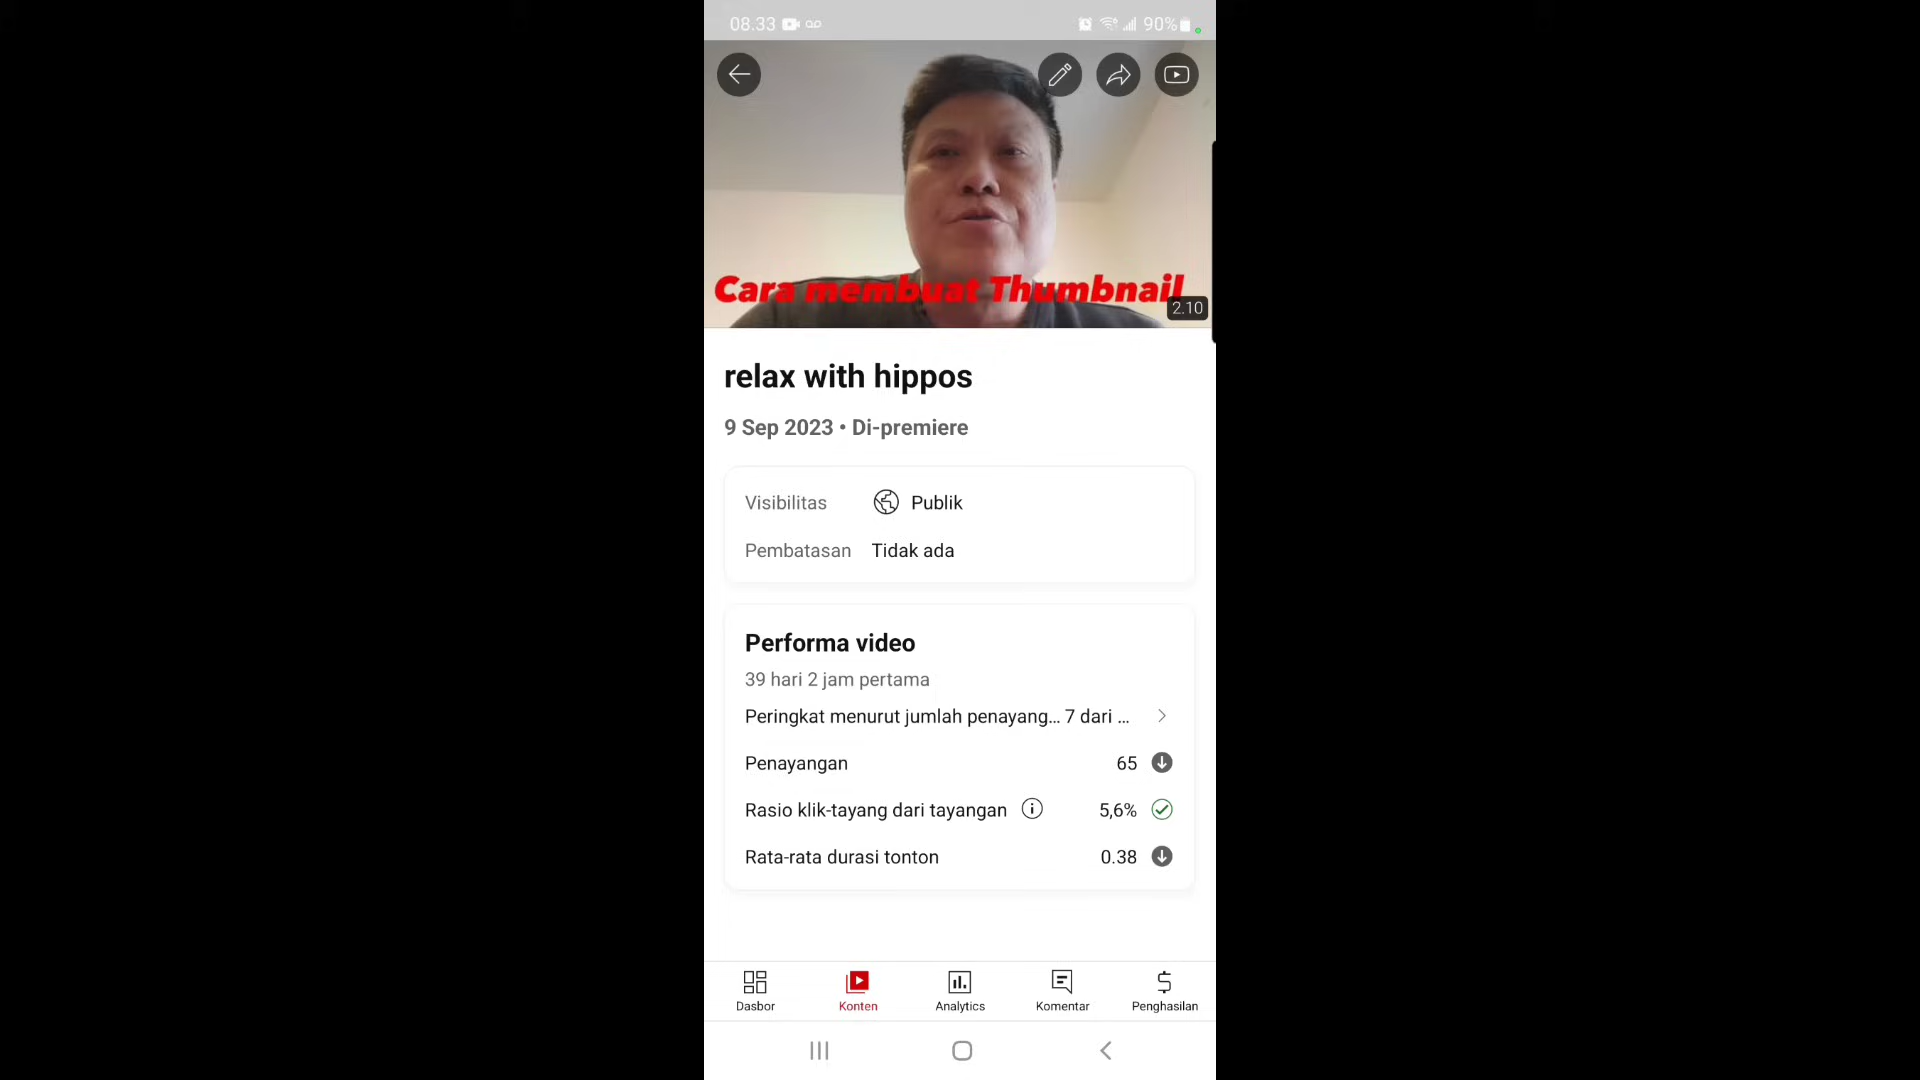 08.33 90%
Cara membuat Thumbnail
2.10
relax with hippos
9 Sep 2023 • Di-premiere
Visibilitas Publik
Pembatasan Tidak ada
Performa video
39 hari 2 jam pertama
Peringkat menurut jumlah penayang... 7 dari ...
Penayangan 65
Rasio klik-tayang dari tayangan 5,6%
Rata-rata durasi tonton 0.38
Dasbor Konten Analytics Komentar Penghasilan